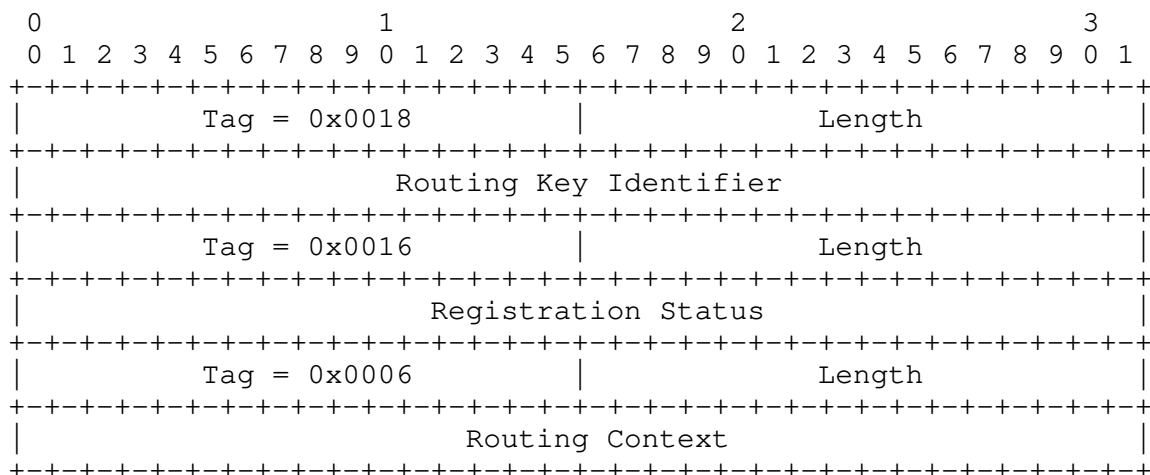 0                   1                   2                   3
 0 1 2 3 4 5 6 7 8 9 0 1 2 3 4 5 6 7 8 9 0 1 2 3 4 5 6 7 8 9 0 1
+-+-+-+-+-+-+-+-+-+-+-+-+-+-+-+-+-+-+-+-+-+-+-+-+-+-+-+-+-+-+-+-+
|          Tag = 0x0018         |             Length            |
+-+-+-+-+-+-+-+-+-+-+-+-+-+-+-+-+-+-+-+-+-+-+-+-+-+-+-+-+-+-+-+-+
|                     Routing Key Identifier                    |
+-+-+-+-+-+-+-+-+-+-+-+-+-+-+-+-+-+-+-+-+-+-+-+-+-+-+-+-+-+-+-+-+
|          Tag = 0x0016         |             Length            |
+-+-+-+-+-+-+-+-+-+-+-+-+-+-+-+-+-+-+-+-+-+-+-+-+-+-+-+-+-+-+-+-+
|                       Registration Status                     |
+-+-+-+-+-+-+-+-+-+-+-+-+-+-+-+-+-+-+-+-+-+-+-+-+-+-+-+-+-+-+-+-+
|          Tag = 0x0006         |             Length            |
+-+-+-+-+-+-+-+-+-+-+-+-+-+-+-+-+-+-+-+-+-+-+-+-+-+-+-+-+-+-+-+-+
|                         Routing Context                       |
+-+-+-+-+-+-+-+-+-+-+-+-+-+-+-+-+-+-+-+-+-+-+-+-+-+-+-+-+-+-+-+-+